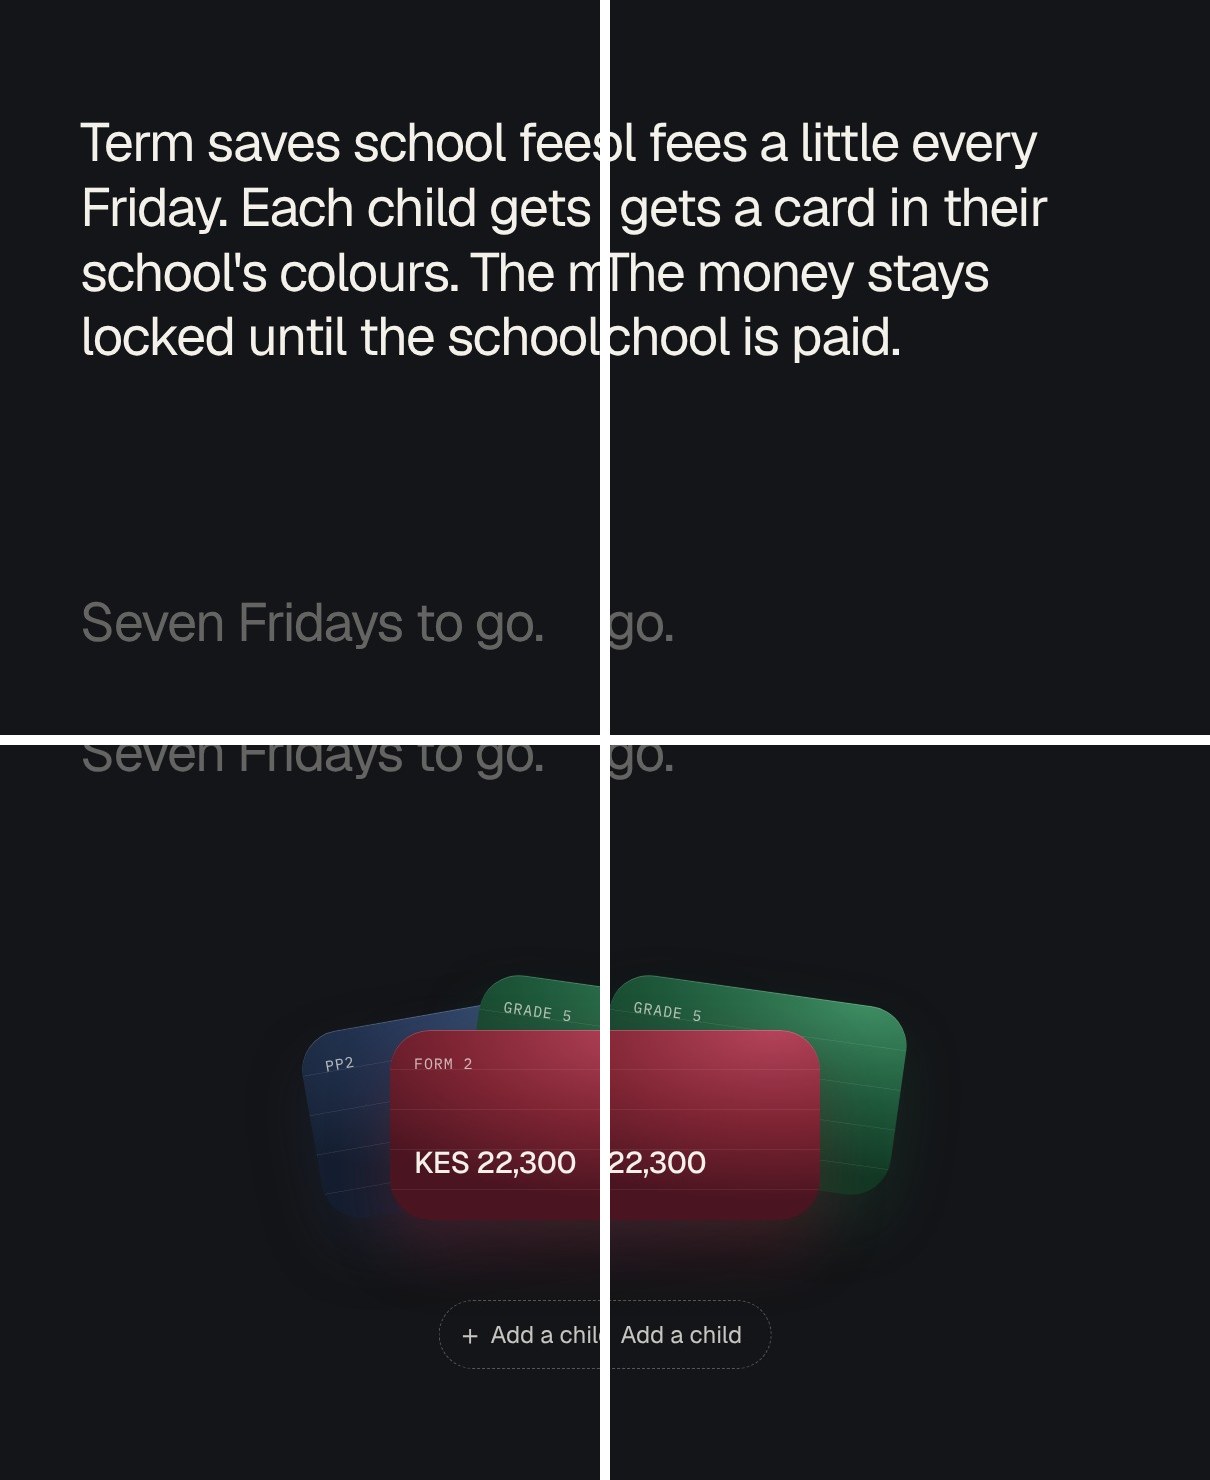 Term saves school fees a little every
Friday. Each child gets a card in their
school's colours. The money stays
locked until the school is paid.
Seven Fridays to go.
GRADE 5
PP2
FORM 2
KES 22,300
+ Add a child